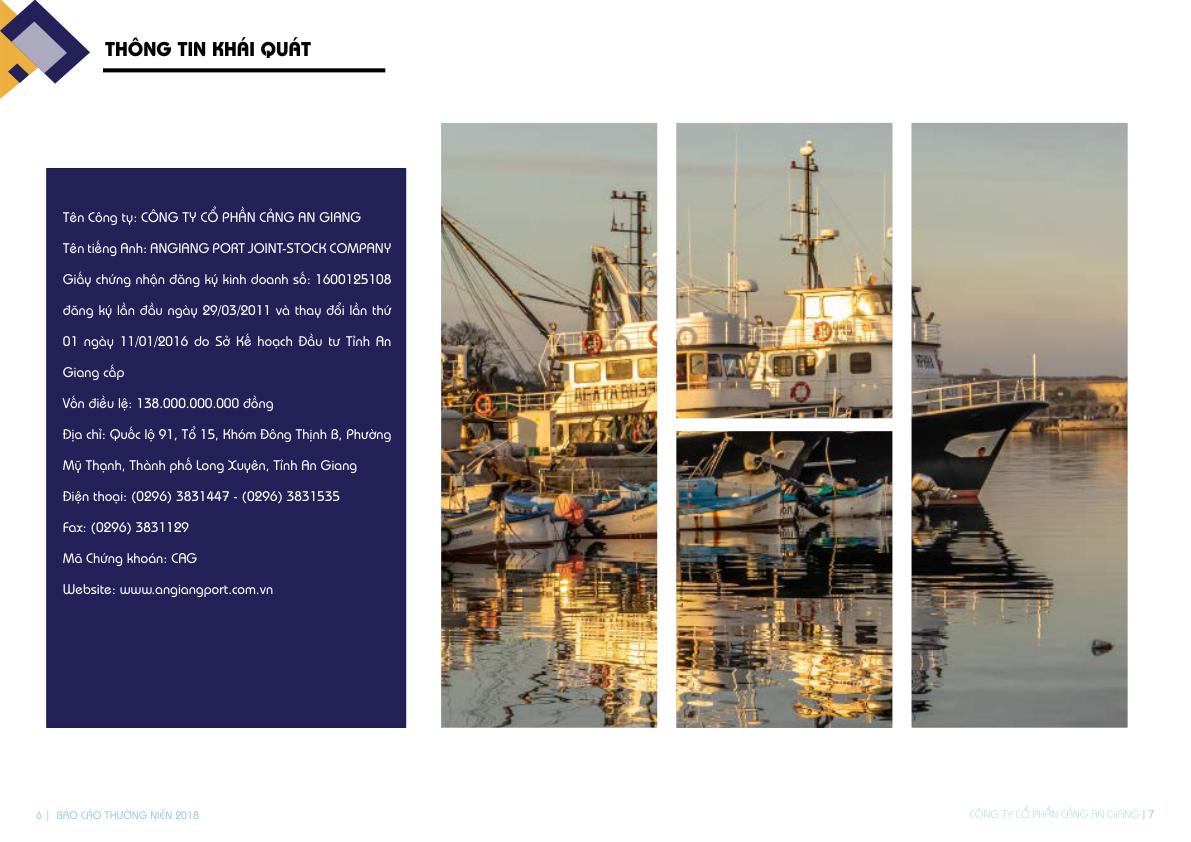 THÔNG TIN KHÁI QUÁT
Tên Công ty: CÔNG TY CỔ PHẦN CẢNG AN GIANG
Tên tiếng Anh: ANGIANG PORT JOINT-STOCK COMPANY
Giấy chứng nhận đăng ký kinh doanh số: 1600125108
đăng ký lần đầu ngày 29/03/2011 và thay đổi lần thứ
01 ngày 11/01/2016 do Sở Kế hoạch Đầu tư Tỉnh An
Giang cấp
Vốn điều lệ: 138.000.000.000 đồng
Địa chỉ: Quốc lộ 91, Tổ 15, Khóm Đông Thịnh B, Phường
Mỹ Thạnh, Thành phố Long Xuyên, Tỉnh An Giang
Điện thoại: (0296) 3831447 - (0296) 3831535
Fax: (0296) 3831129
Mã Chứng khoán: CAG
Website: www.angiangport.com.vn
6 | BÁO CÁO THƯỜNG NIÊN 2018
CÔNG TY CỔ PHẦN CẢNG AN GIANG | 7